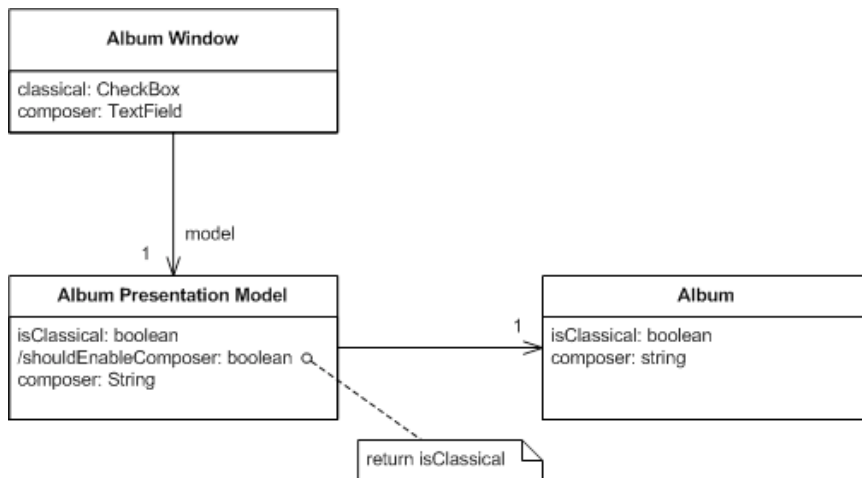 Album Window
classical: CheckBox
composer: TextField
model
1
Album Presentation Model
isClassical: boolean
/shouldEnableComposer: boolean
composer: String
1
Album
isClassical: boolean
composer: string
return isClassical